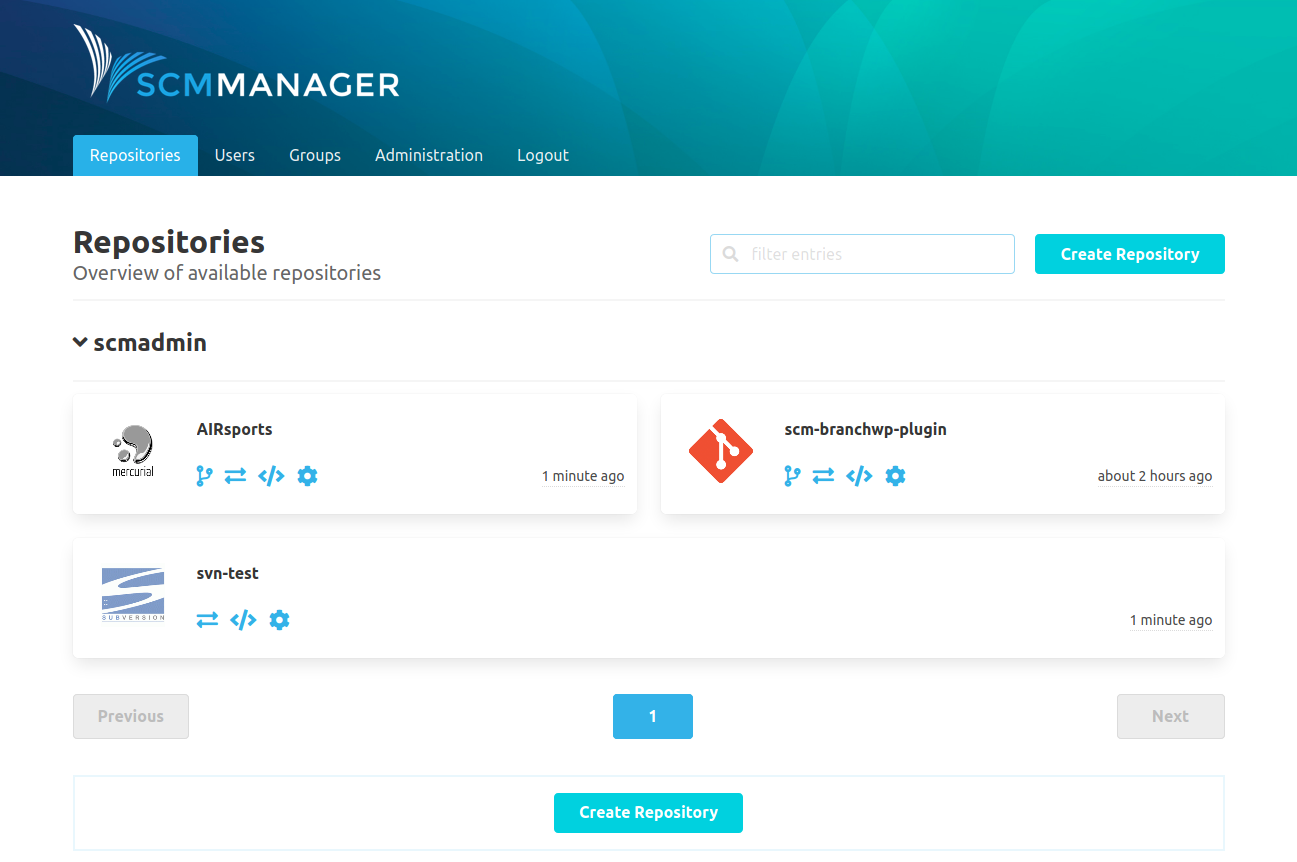 SCMMANAGER
Repositories Users Groups Administration Logout
Repositories
Overview of available repositories
filter entries
Create Repository
scmadmin
mercurial
AIRsports
1 minute ago
scm-branchwp-plugin
about 2 hours ago
SUBVERSION
svn-test
1 minute ago
Previous
1
Next
Create Repository